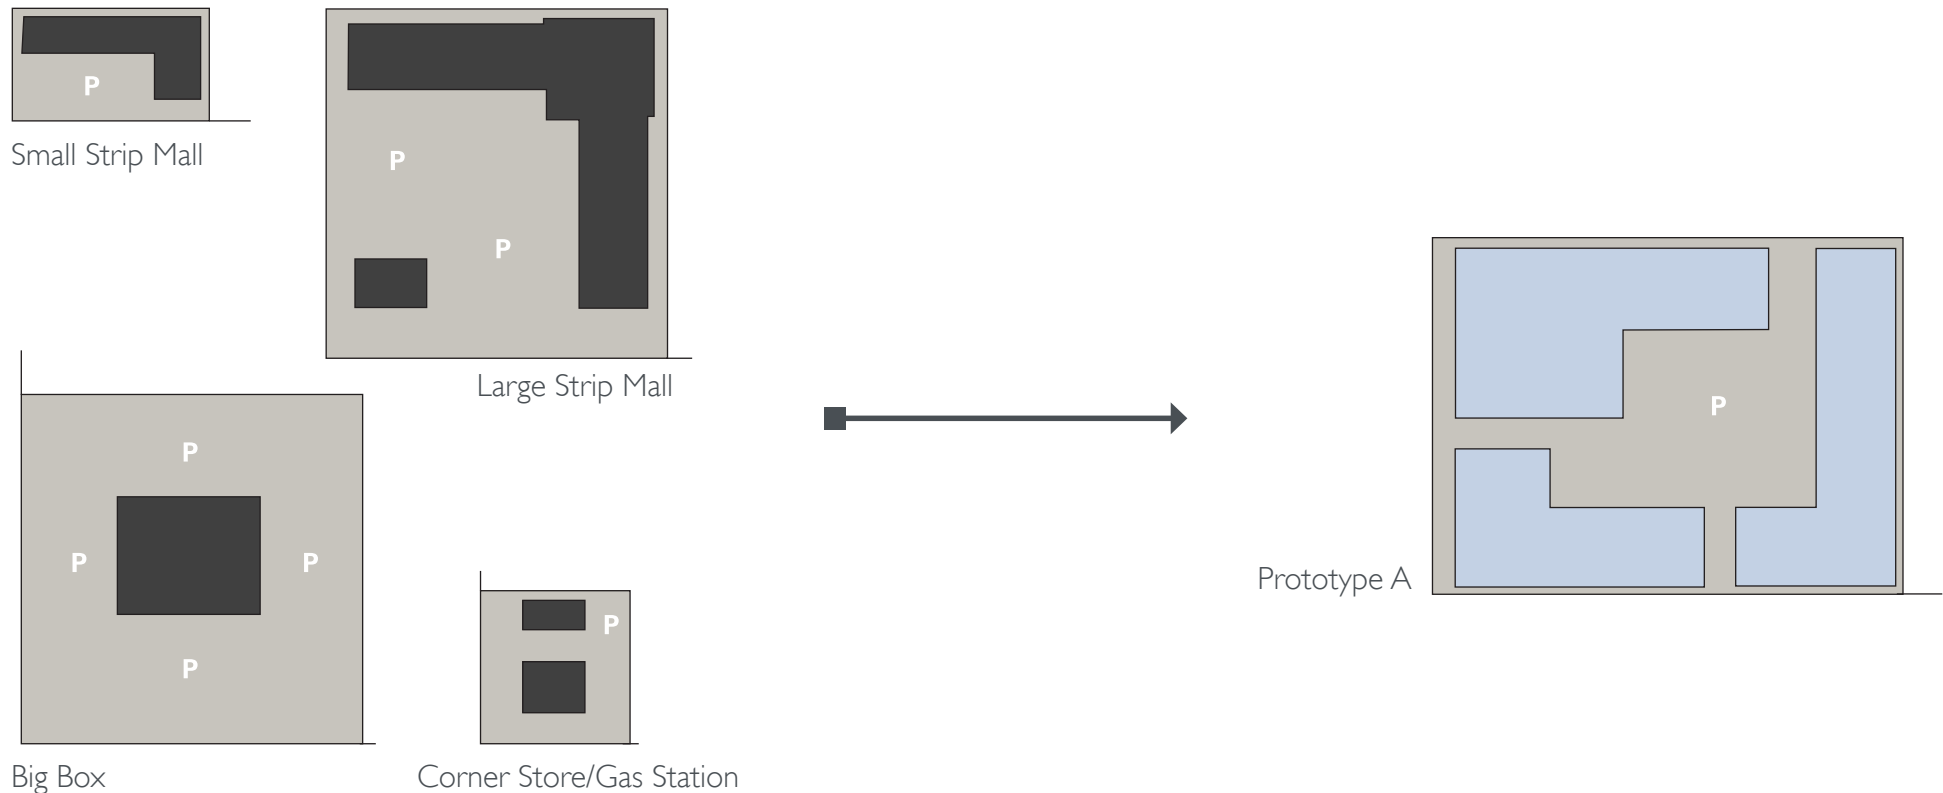 P
Small Strip Mall
P
P
Large Strip Mall
P
P
P
P
Big Box
P
Corner Store/Gas Station
P
Prototype A